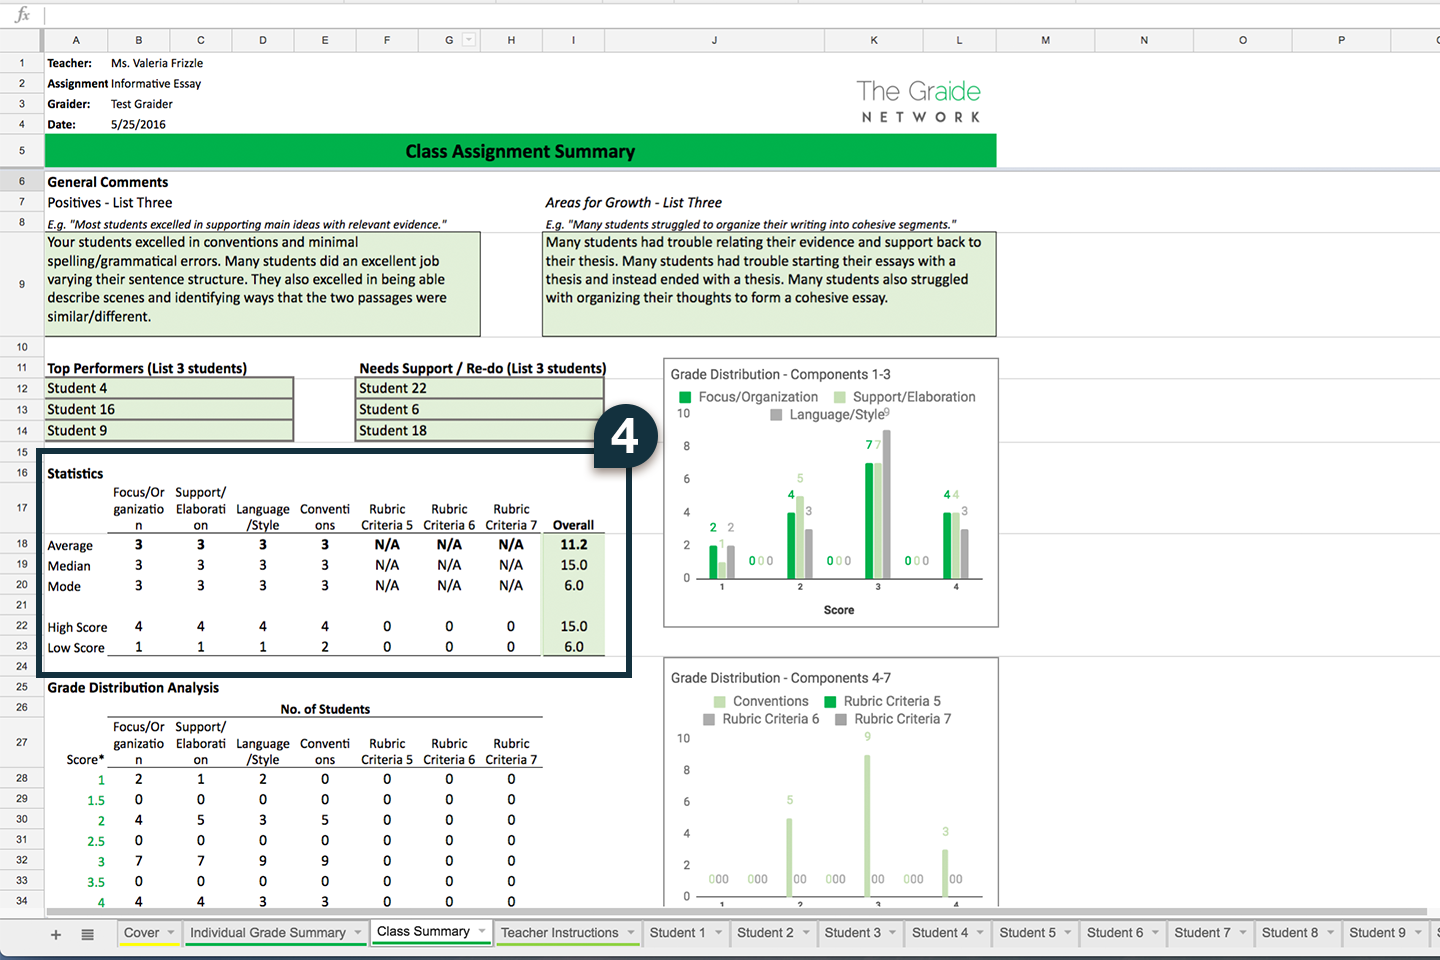 fx
A B C D E F G H I J K L M N O P
1 Teacher: Ms. Valeria Frizzle
2 Assignment Informative Essay
3 Graider: Test Graider
4 Date: 5/25/2016
The Graide
NETWORK
5 Class Assignment Summary
6 General Comments
7 Positives - List Three Areas for Growth - List Three
8 E.g. "Most students excelled in supporting main ideas with relevant evidence." E.g. "Many students struggled to organize their writing into cohesive segments."
9
Your students excelled in conventions and minimal
spelling/grammatical errors. Many students did an excellent job
varying their sentence structure. They also excelled in being able
describe scenes and identifying ways that the two passages were
similar/different.
Many students had trouble relating their evidence and support back to
their thesis. Many students had trouble starting their essays with a
thesis and instead ended with a thesis. Many students also struggled
with organizing their thoughts to form a cohesive essay.
10
11 Top Performers (List 3 students) Needs Support / Re-do (List 3 students)
12 Student 4 Student 22
13 Student 16 Student 6
14 Student 9 Student 18
15
4
16 Statistics
17
Focus/Or Support/
ganizatio Elaborati Language Conventi Rubric Rubric Rubric
n on /Style ons Criteria 5 Criteria 6 Criteria 7 Overall
18 Average 3 3 3 3 N/A N/A N/A 11.2
19 Median 3 3 3 3 N/A N/A N/A 15.0
20 Mode 3 3 3 3 N/A N/A N/A 6.0
21
22 High Score 4 4 4 4 0 0 0 15.0
23 Low Score 1 1 1 2 0 0 0 6.0
24
25 Grade Distribution Analysis
26 No. of Students
27
Focus/Or Support/
ganizatio Elaborati Language Conventi Rubric Rubric Rubric
Score* n on /Style ons Criteria 5 Criteria 6 Criteria 7
28 1 2 1 2 0 0 0 0
29 1.5 0 0 0 0 0 0 0
30 2 4 5 3 5 0 0 0
31 2.5 0 0 0 0 0 0 0
32 3 7 7 9 9 0 0 0
33 3.5 0 0 0 0 0 0 0
34 4 4 4 3 3 0 0 0
Grade Distribution - Components 1-3
Focus/Organization Support/Elaboration
Language/Style
10
8
6
4
2
0
2 1 2 0 0 0 4 5 3 0 0 0 7 7 9 0 0 0 4 4 3
1 2 3 4
Score
Grade Distribution - Components 4-7
Conventions Rubric Criteria 5
Rubric Criteria 6 Rubric Criteria 7
10
8
6
4
2
0
000 000 5 00 000 9 00 000 3 00
1 2 3 4
+ Cover Individual Grade Summary Class Summary Teacher Instructions Student 1 Student 2 Student 3 Student 4 Student 5 Student 6 Student 7 Student 8 Student 9